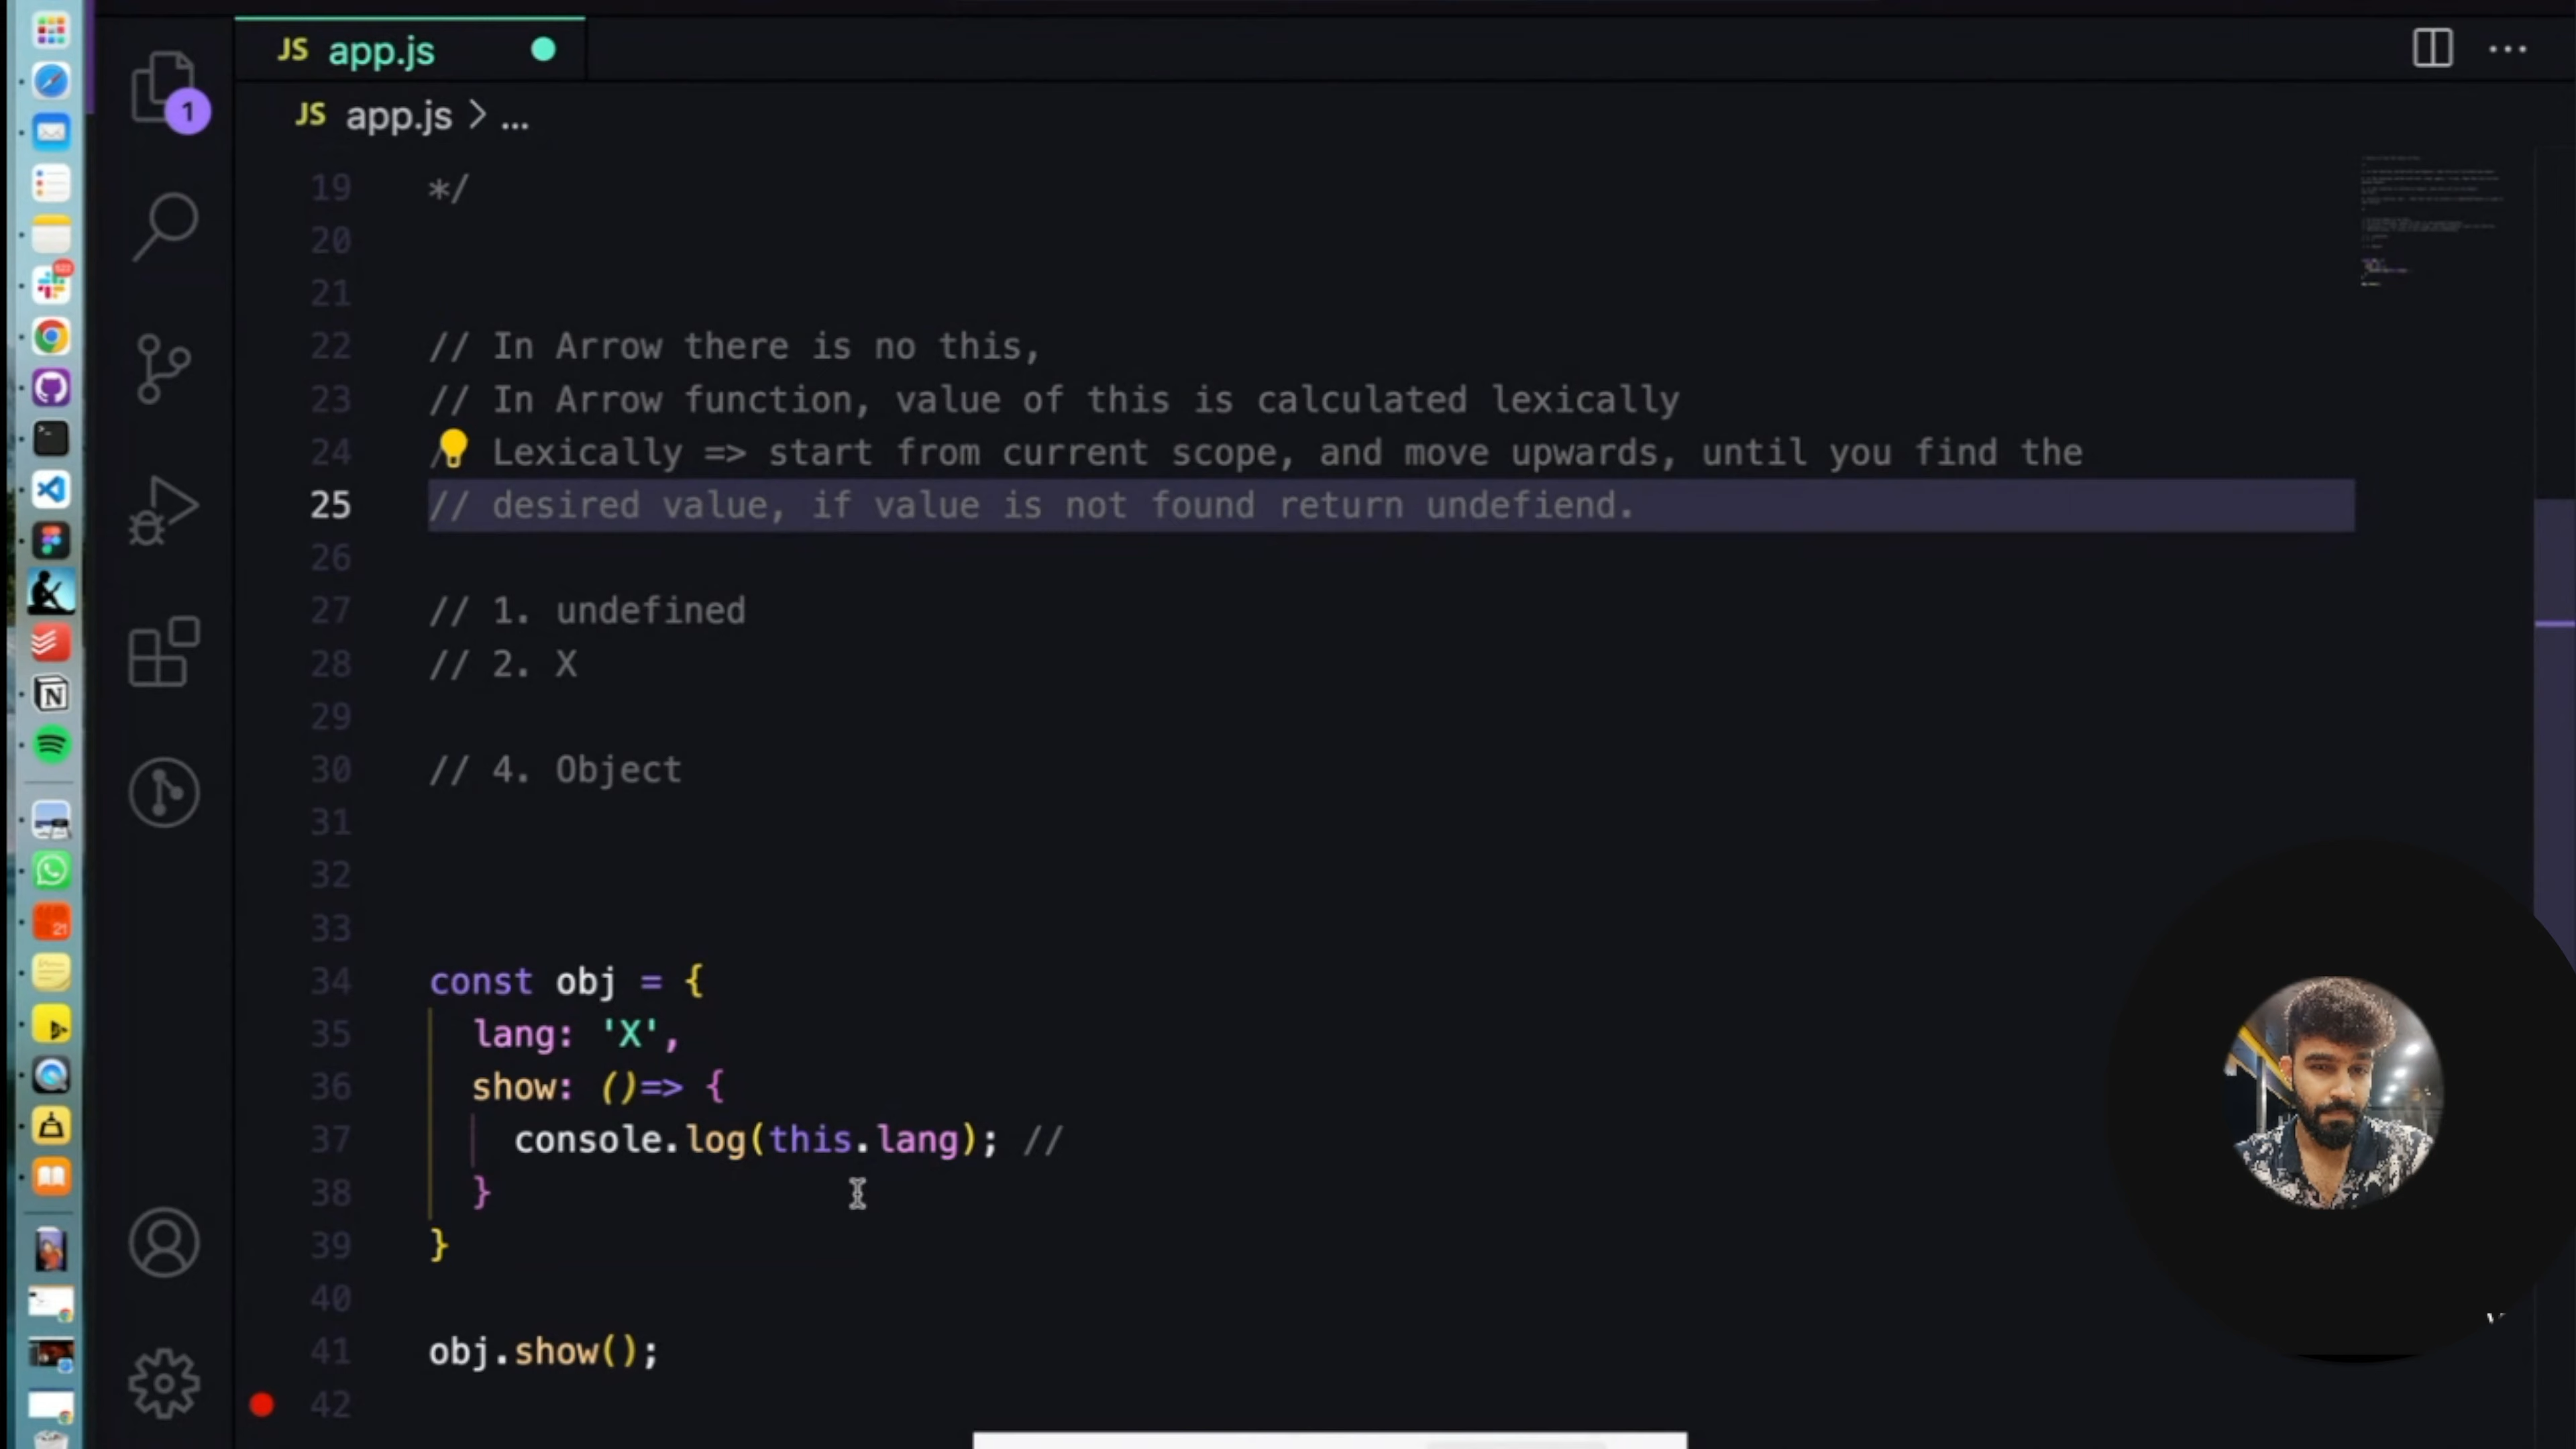 JS app.js
JS app.js > ...
1
19 */
20
21
22 // In Arrow there is no this,
23 // In Arrow function, value of this is calculated lexically
24 / Lexically => start from current scope, and move upwards, until you find the
25 // desired value, if value is not found return undefiend.
26
27 // 1. undefined
28 // 2. X
29
30 // 4. Object
31
32
33
34 const obj = {
35 lang: 'X',
36 show: ()=> {
37 console.log(this.lang); //
38 }
39 }
40
41 obj.show();
42